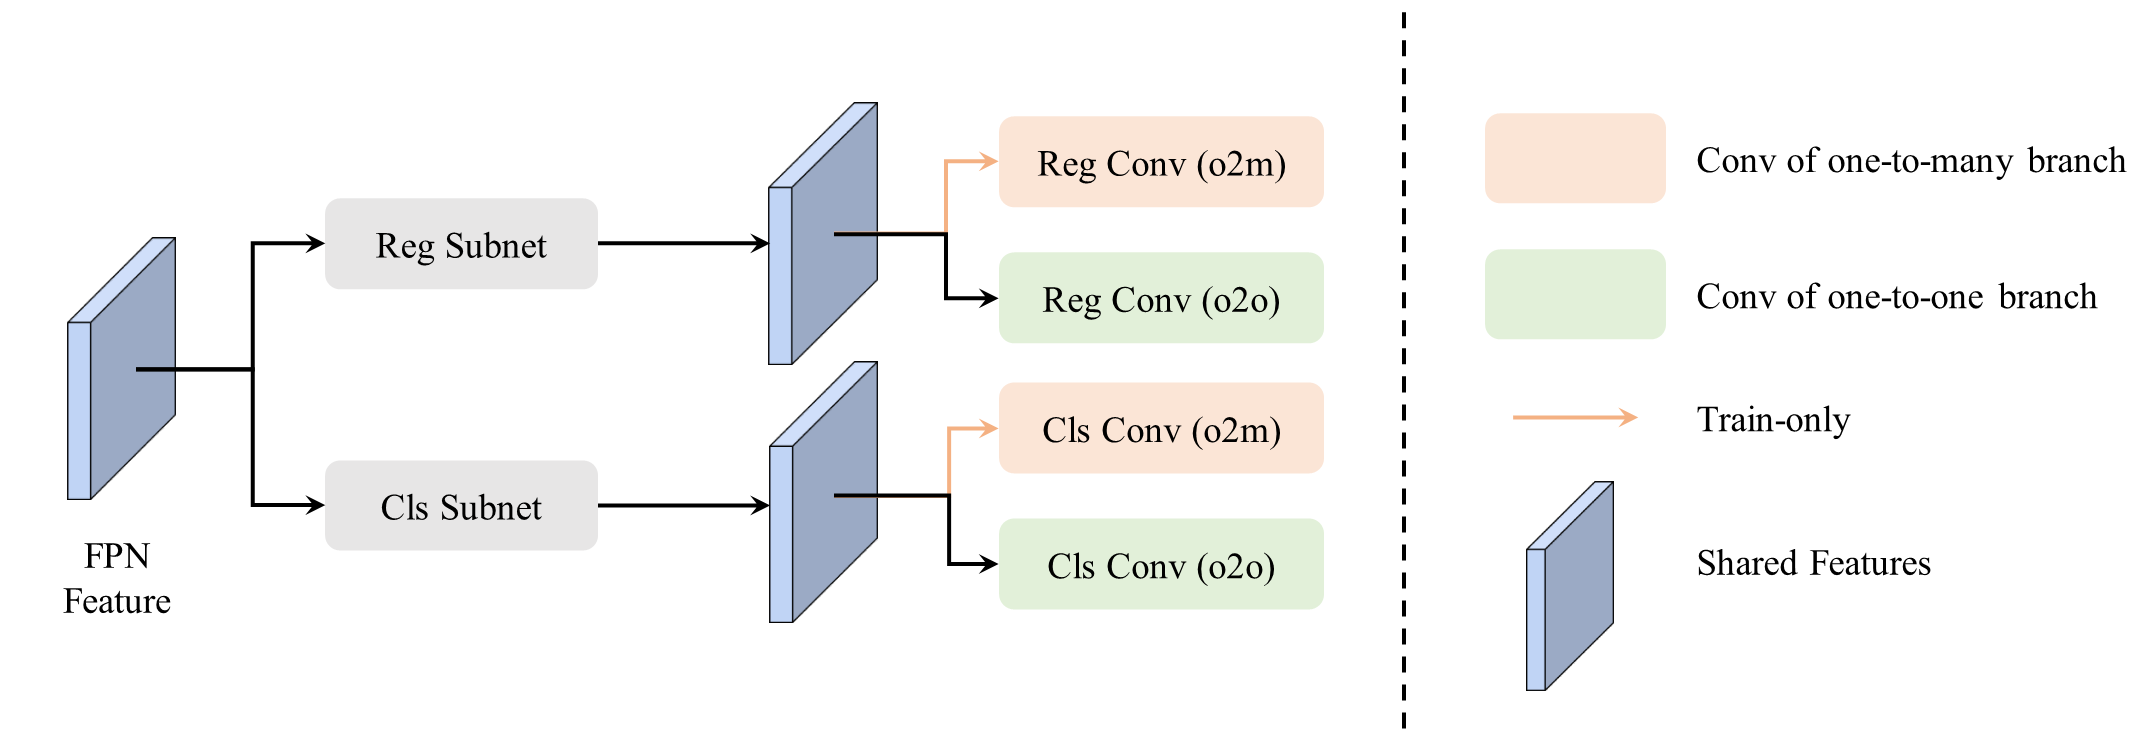 FPN
Feature
Reg Subnet
Cls Subnet
Reg Conv (o2m)
Reg Conv (o2o)
Cls Conv (o2m)
Cls Conv (o2o)
Conv of one-to-many branch
Conv of one-to-one branch
Train-only
Shared Features